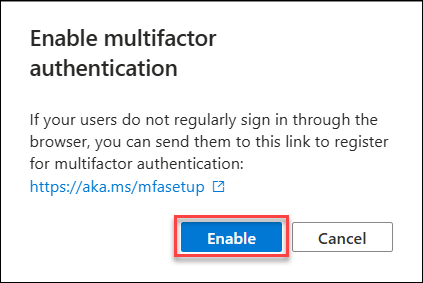 Enable multifactor
authentication
If your users do not regularly sign in through the
browser, you can send them to this link to register
for multifactor authentication:
https://aka.ms/mfasetup
Enable
Cancel